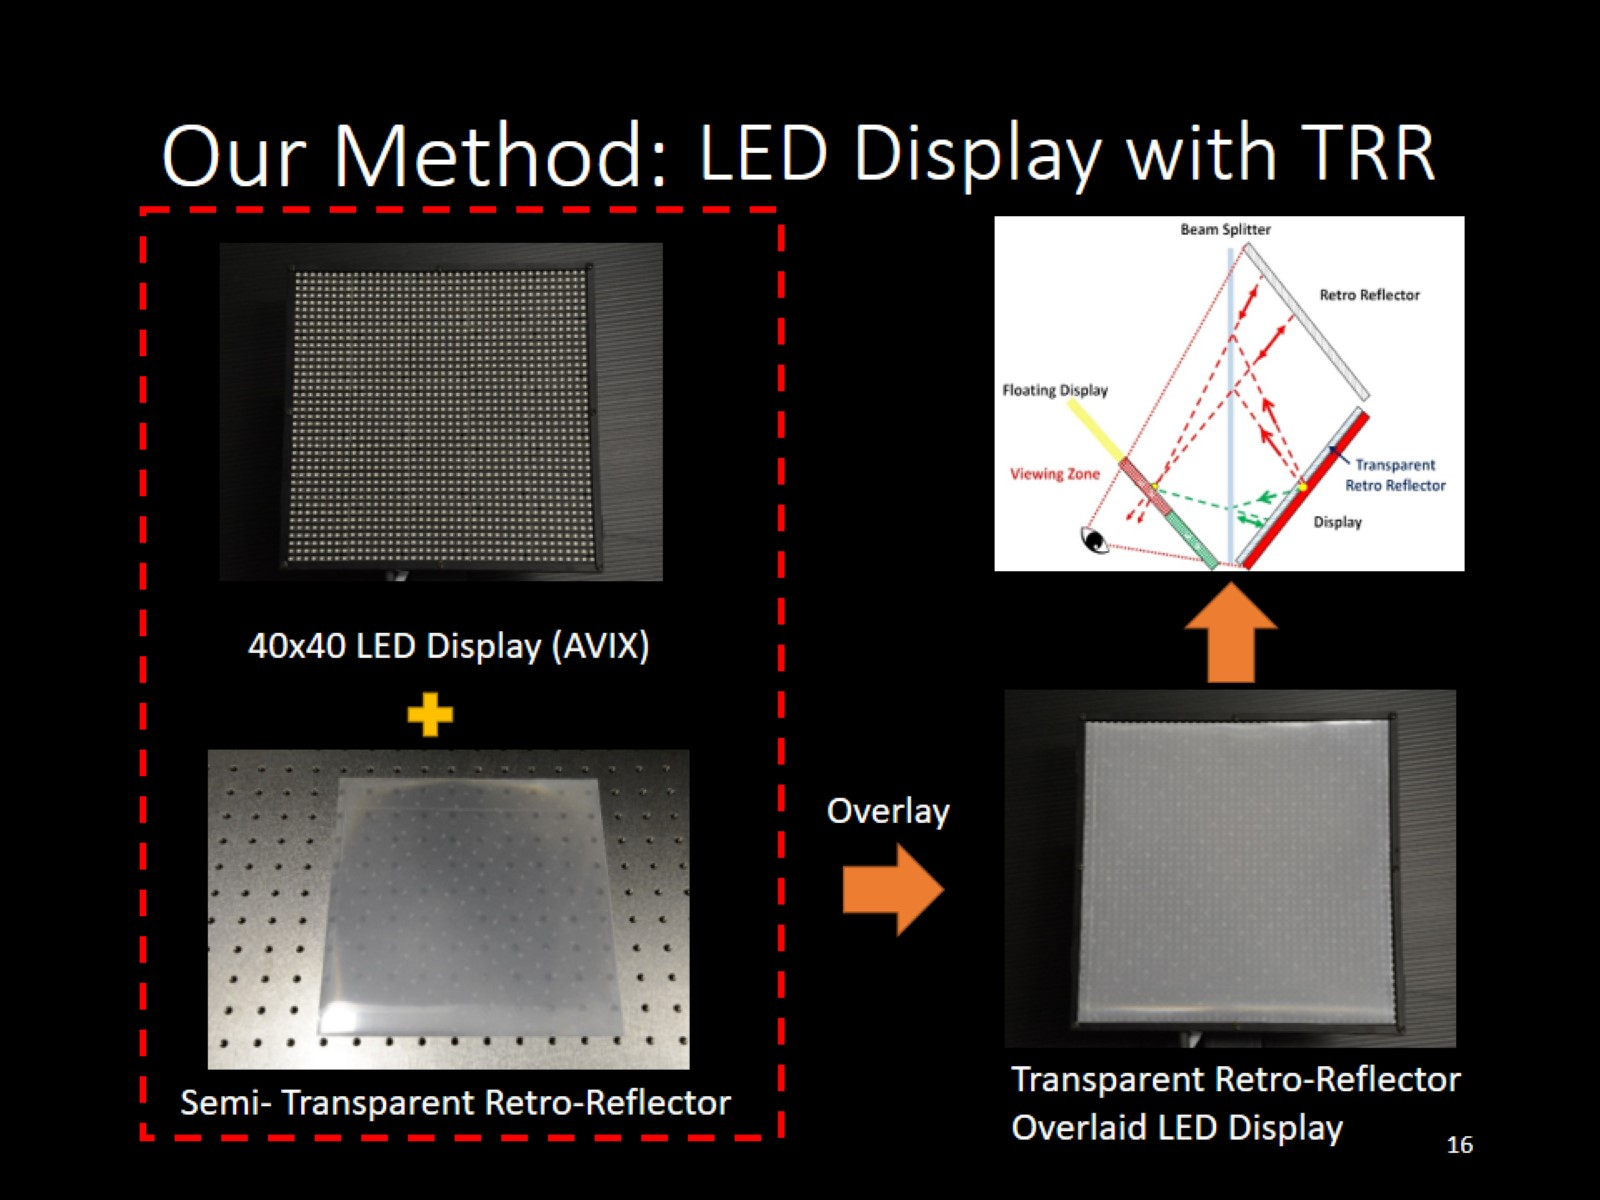 Our Method: LED Display with TRR
40x40 LED Display (AVIX)
Semi- Transparent Retro-Reflector
Overlay
Beam Splitter
Retro Reflector
Floating Display
Viewing Zone
Transparent
Retro Reflector
Display
Transparent Retro-Reflector
Overlaid LED Display
16